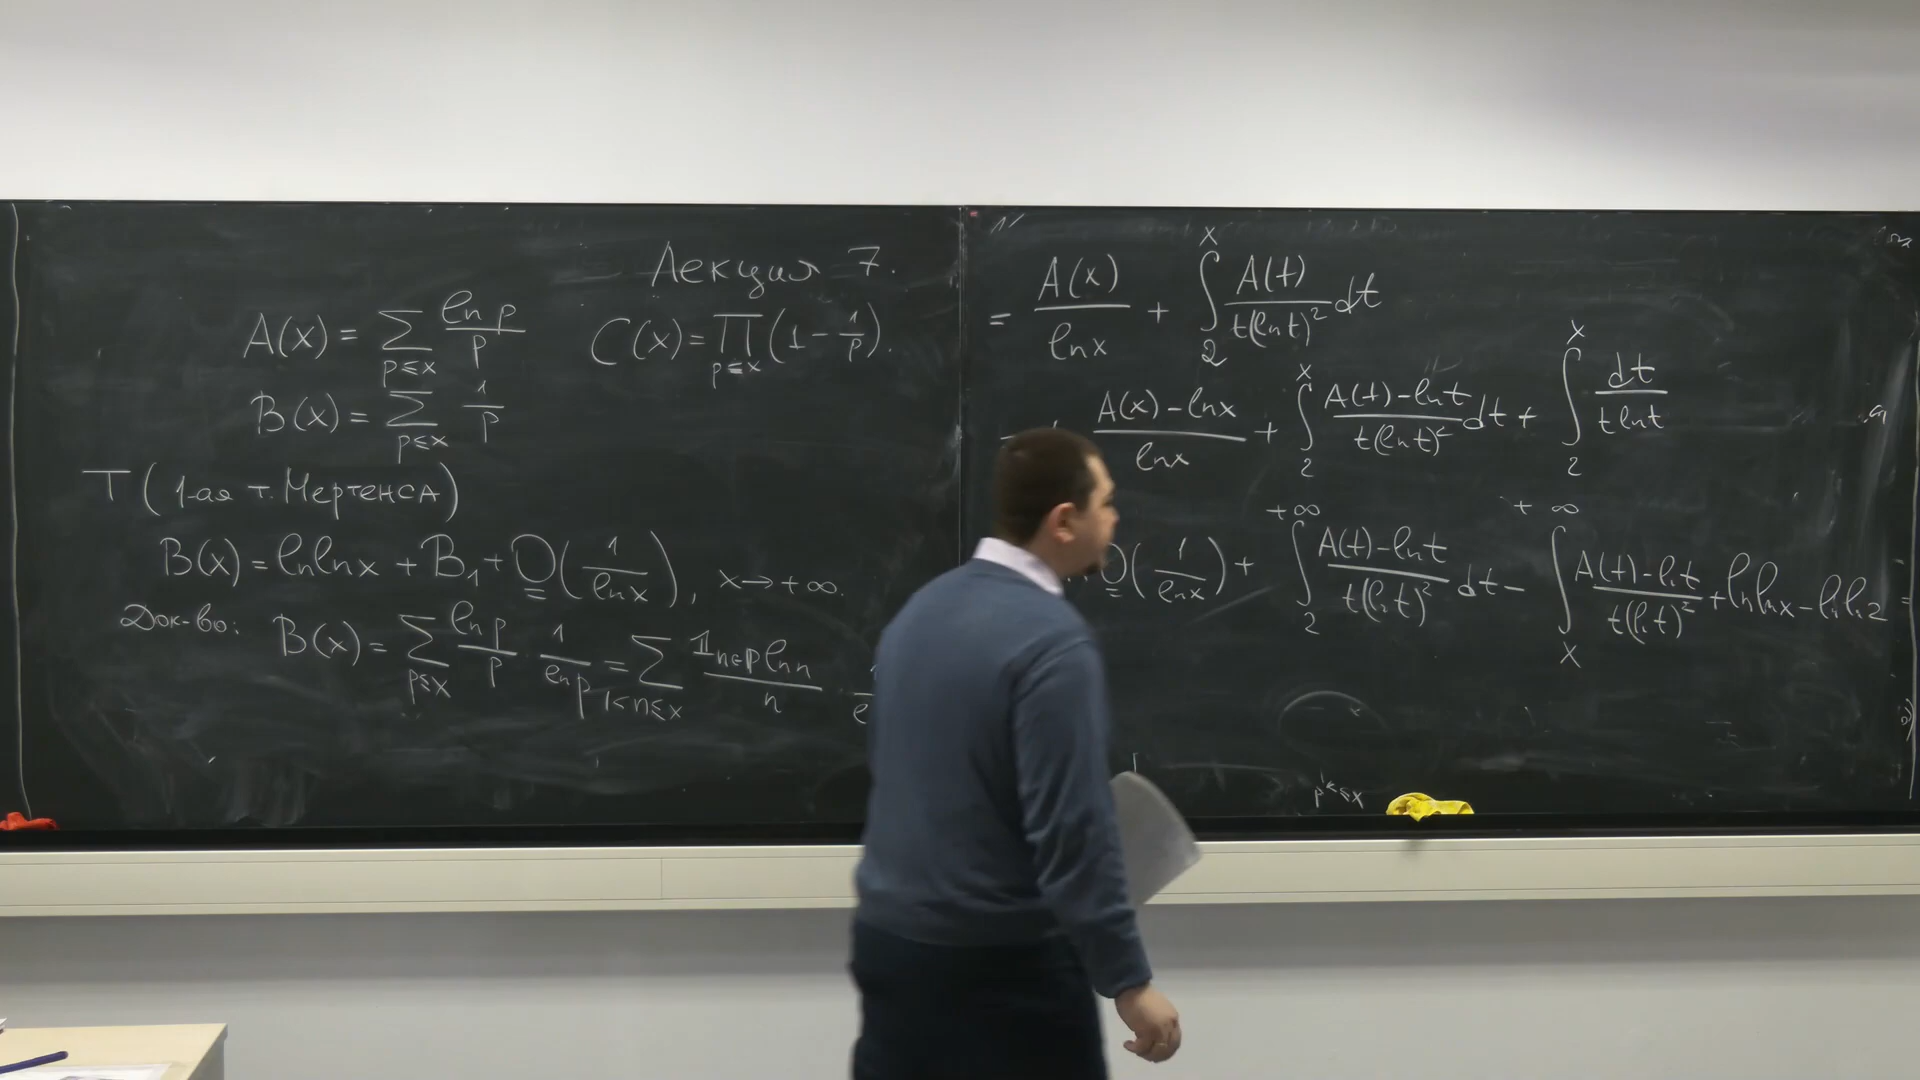 Лекция 7.
A(x) = ∑_{p≤x} ln p / p   C(x) = ∏_{p≤x} (1 - 1/p).
B(x) = ∑_{p≤x} 1/p
T (1-ая т. Мертенса)
B(x) = ln ln x + B₁ + O(1/ln x), x → +∞.
Док-во: B(x) = ∑_{p≤x} ln p / p · 1/ln p = ∑_{1<n≤x} 𝟙_{n∈P} ln n / n ·
= A(x)/ln x + ∫_2^x A(t)/(t(ln t)²) dt
A(x) - ln x / ln x + ∫_2^x A(t) - ln t / (t(ln t)²) dt + ∫_2^x dt / (t ln t)
O(1/ln x) + ∫_2^{+∞} A(t) - ln t / (t(ln t)²) dt - ∫_x^{+∞} A(t) - ln t / (t(ln t)²) + ln ln x - ln ln 2 =
p^k ≤ x